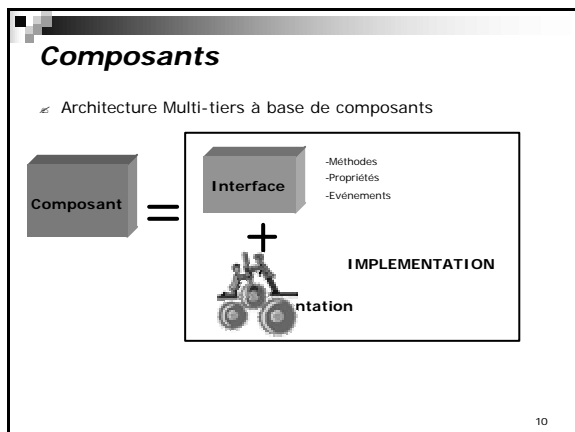 Composants
Architecture Multi-tiers à base de composants
Composant
=
Interface
-Méthodes
-Propriétés
-Evénements
+
IMPLEMENTATION
ntation
10